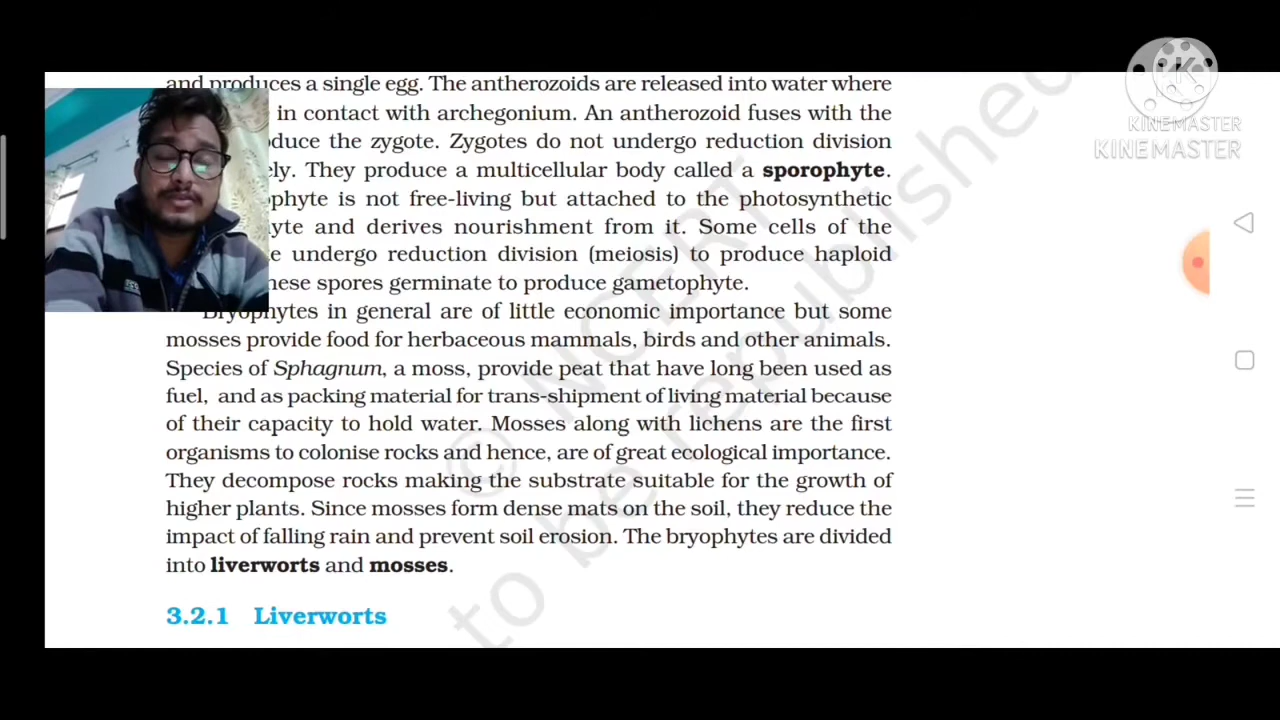 and produces a single egg. The antherozoids are released into water where
in contact with archegonium. An antherozoid fuses with the
oduce the zygote. Zygotes do not undergo reduction division
ely. They produce a multicellular body called a sporophyte.
ophyte is not free-living but attached to the photosynthetic
yte and derives nourishment from it. Some cells of the
e undergo reduction division (meiosis) to produce haploid
hese spores germinate to produce gametophyte.
Bryophytes in general are of little economic importance but some
mosses provide food for herbaceous mammals, birds and other animals.
Species of Sphagnum, a moss, provide peat that have long been used as
fuel, and as packing material for trans-shipment of living material because
of their capacity to hold water. Mosses along with lichens are the first
organisms to colonise rocks and hence, are of great ecological importance.
They decompose rocks making the substrate suitable for the growth of
higher plants. Since mosses form dense mats on the soil, they reduce the
impact of falling rain and prevent soil erosion. The bryophytes are divided
into liverworts and mosses.
3.2.1 Liverworts
© NCERT
to be republished
KINEMASTER
KINEMASTER